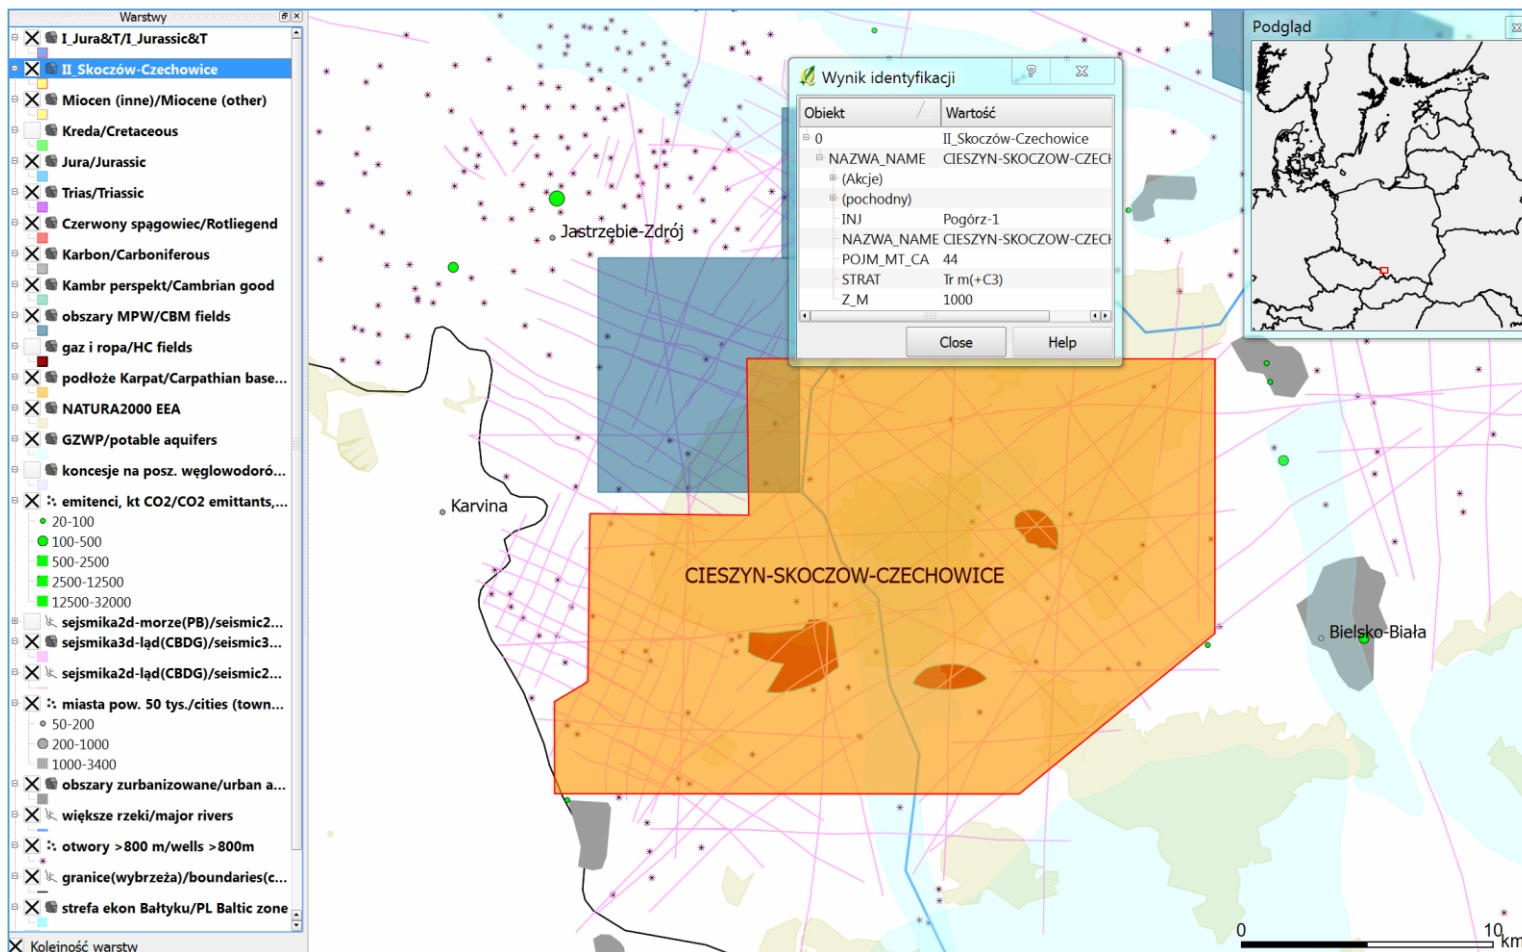 Warstwy
I_Jura&T/I_Jurassic&T
II_Skoczów-Czechowice
Miocen (inne)/Miocene (other)
Kreda/Cretaceous
Jura/Jurassic
Trias/Triassic
Czerwony spągowiec/Rotliegend
Karbon/Carboniferous
Kambr perspekt/Cambrian good
obszary MPW/CBM fields
gaz i ropa/HC fields
podłoże Karpat/Carpathian base...
NATURA2000 EEA
GZWP/potable aquifers
koncesje na posz. węglowodoró...
emitenci, kt CO2/CO2 emittants,...
20-100
100-500
500-2500
2500-12500
12500-32000
sejsmika2d-morze(PB)/seismic2...
sejsmika3d-ląd(CBDG)/seismic3...
sejsmika2d-ląd(CBDG)/seismic2...
miasta pow. 50 tys./cities (town...
50-200
200-1000
1000-3400
obszary zurbanizowane/urban a...
większe rzeki/major rivers
otwory >800 m/wells >800m
granice(wybrzeża)/boundaries(c...
strefa ekon Bałtyku/PL Baltic zone
Kolejność warstw
Wynik identyfikacji
Obiekt Wartość
0 II_Skoczów-Czechowice
NAZWA_NAME CIESZYN-SKOCZOW-CZECH
(Akcje)
(pochodny)
INJ Pogórz-1
NAZWA_NAME CIESZYN-SKOCZOW-CZECH
POJM_MT_CA 44
STRAT Tr m(+C3)
Z_M 1000
Close Help
Podgląd
Jastrzębie-Zdrój
Karvina
CIESZYN-SKOCZOW-CZECHOWICE
Bielsko-Biała
0 10
km